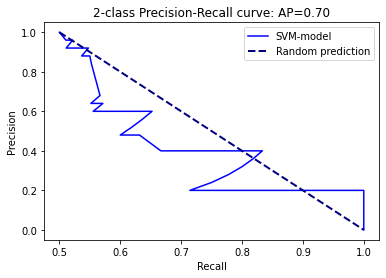 2-class Precision-Recall curve: AP=0.70
SVM-model
Random prediction
Precision
1.0
0.8
0.6
0.4
0.2
0.0
0.5 0.6 0.7 0.8 0.9 1.0
Recall